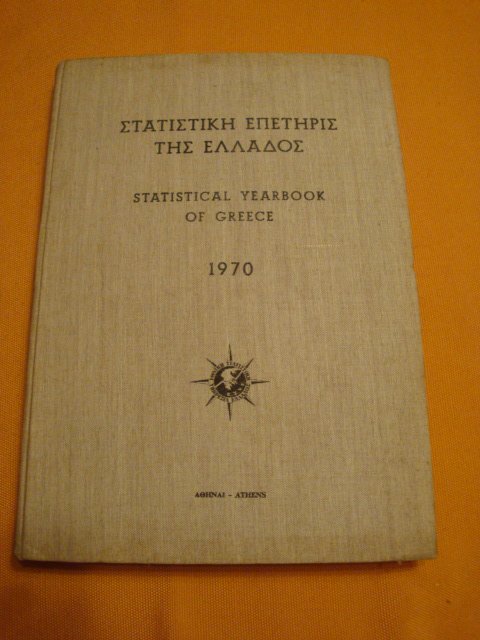 ΣΤΑΤΙΣΤΙΚΗ ΕΠΕΤΗΡΙΣ
ΤΗΣ ΕΛΛΑΔΟΣ
STATISTICAL YEARBOOK
OF GREECE
1970
ΑΘΗΝΑΙ - ATHENS